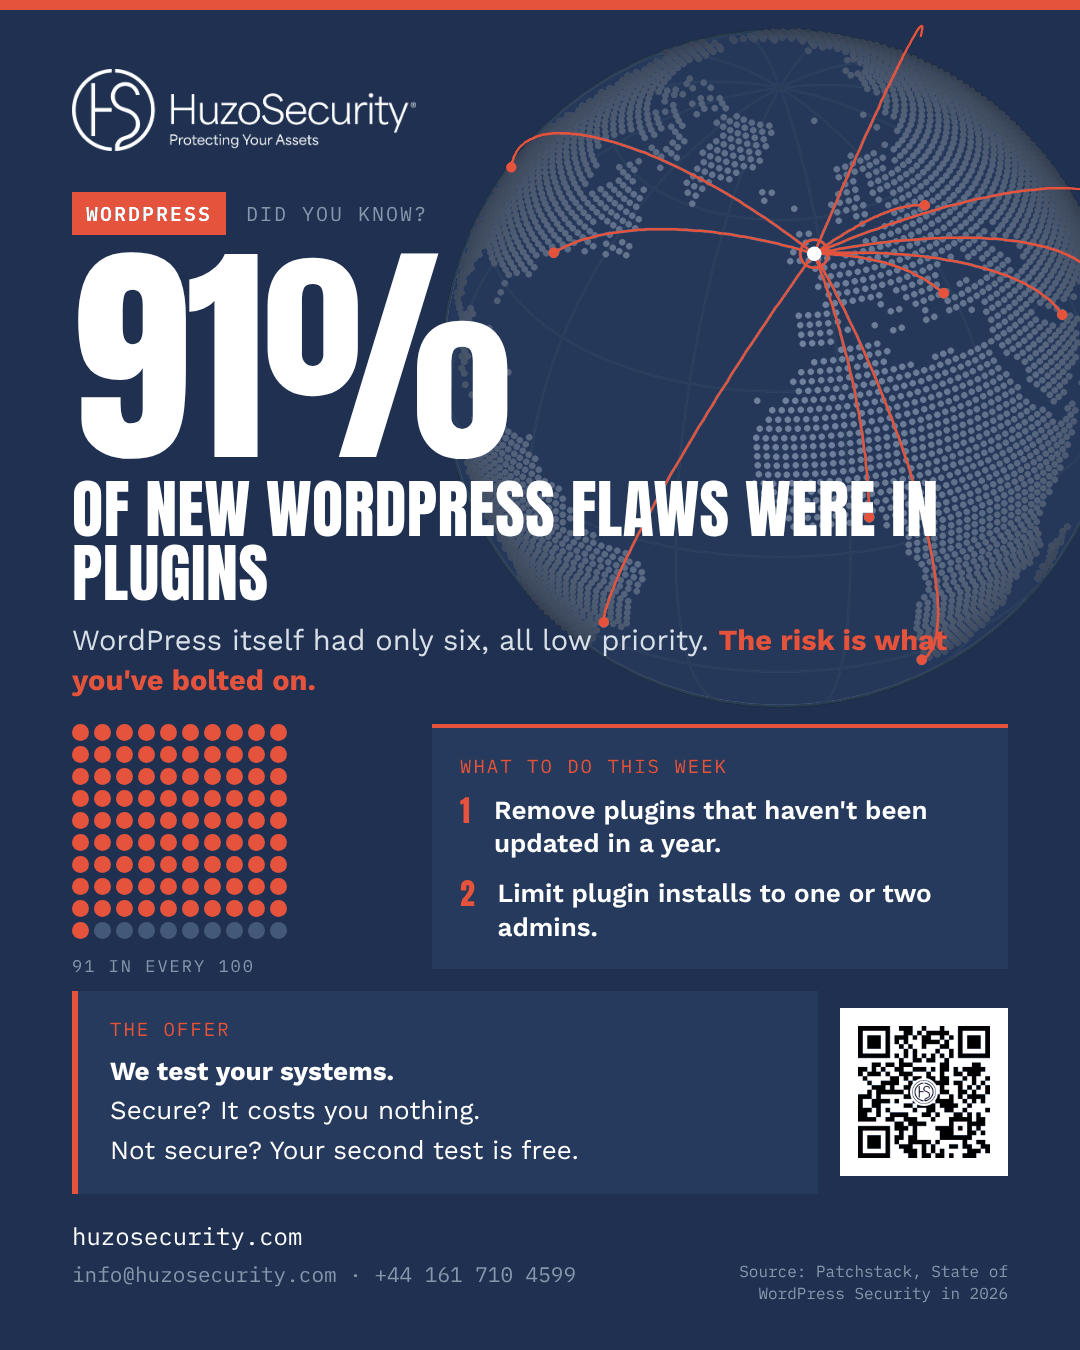 HS HuzoSecurity®
Protecting Your Assets
WORDPRESS DID YOU KNOW?
91%
OF NEW WORDPRESS FLAWS WERE IN
PLUGINS
WordPress itself had only six, all low priority. The risk is what
you've bolted on.
91 IN EVERY 100
WHAT TO DO THIS WEEK
1 Remove plugins that haven't been
updated in a year.
2 Limit plugin installs to one or two
admins.
THE OFFER
We test your systems.
Secure? It costs you nothing.
Not secure? Your second test is free.
HS
huzosecurity.com
info@huzosecurity.com · +44 161 710 4599
Source: Patchstack, State of
WordPress Security in 2026